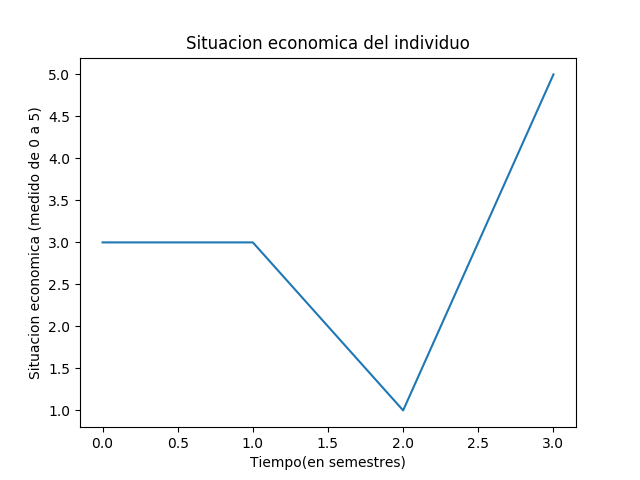 Situacion economica del individuo
Situacion economica (medido de 0 a 5)
5.0
4.5
4.0
3.5
3.0
2.5
2.0
1.5
1.0
0.0 0.5 1.0 1.5 2.0 2.5 3.0
Tiempo(en semestres)